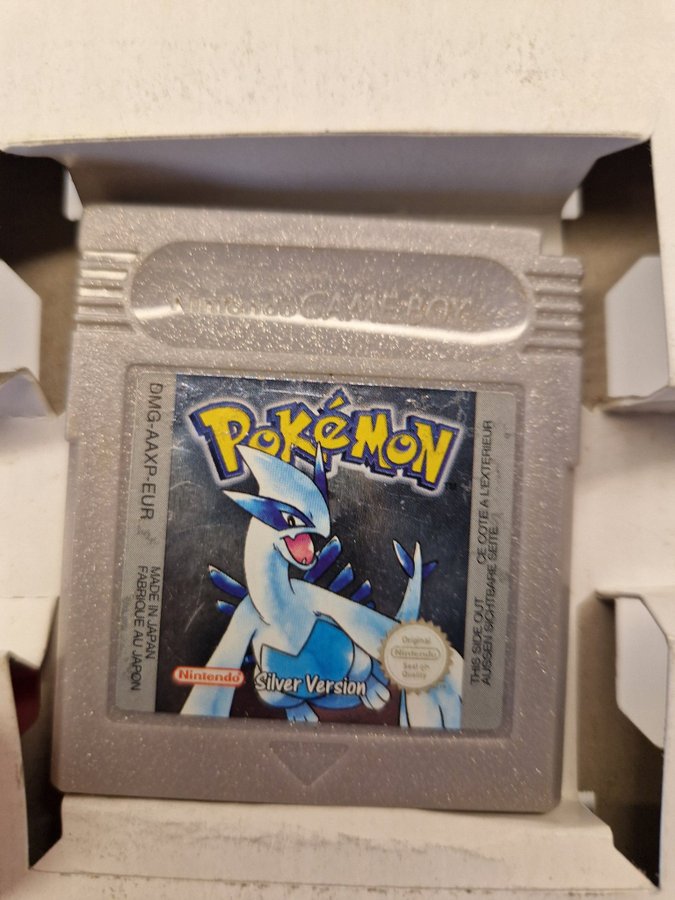 Nintendo GAME BOY
DMG-AAXP-EUR
MADE IN JAPAN
FABRIQUE AU JAPON
POKéMON
TM
Nintendo
Silver Version
Original
Nintendo
Seal of
Quality
THIS SIDE OUT CE COTE A L'EXTERIEUR
AUSSEN SICHTBARE SEITE